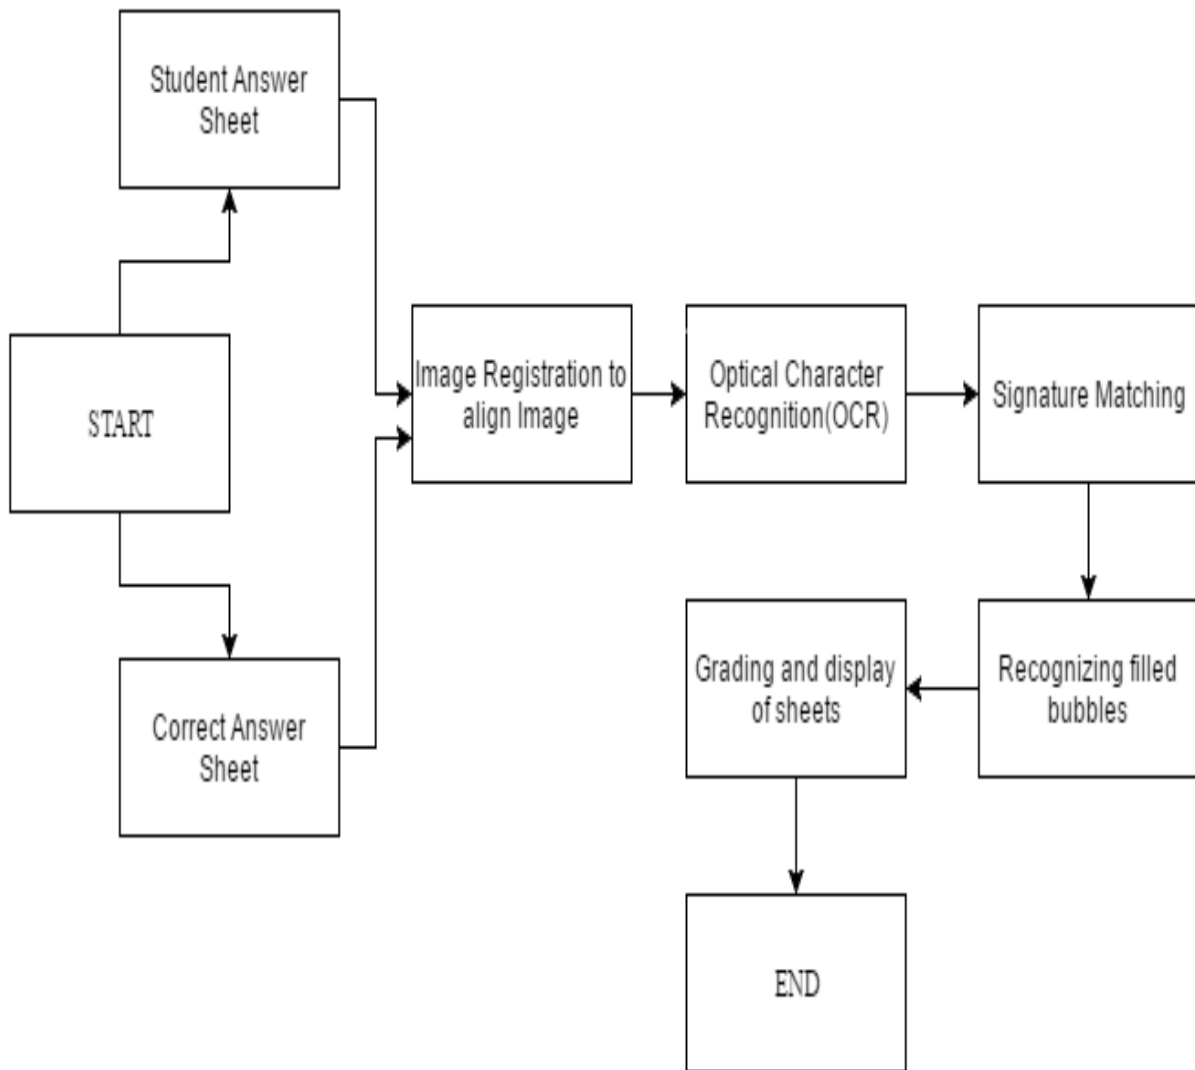 Student Answer
Sheet
START
Correct Answer
Sheet
Image Registration to
align Image
Optical Character
Recognition(OCR)
Signature Matching
Recognizing filled
bubbles
Grading and display
of sheets
END